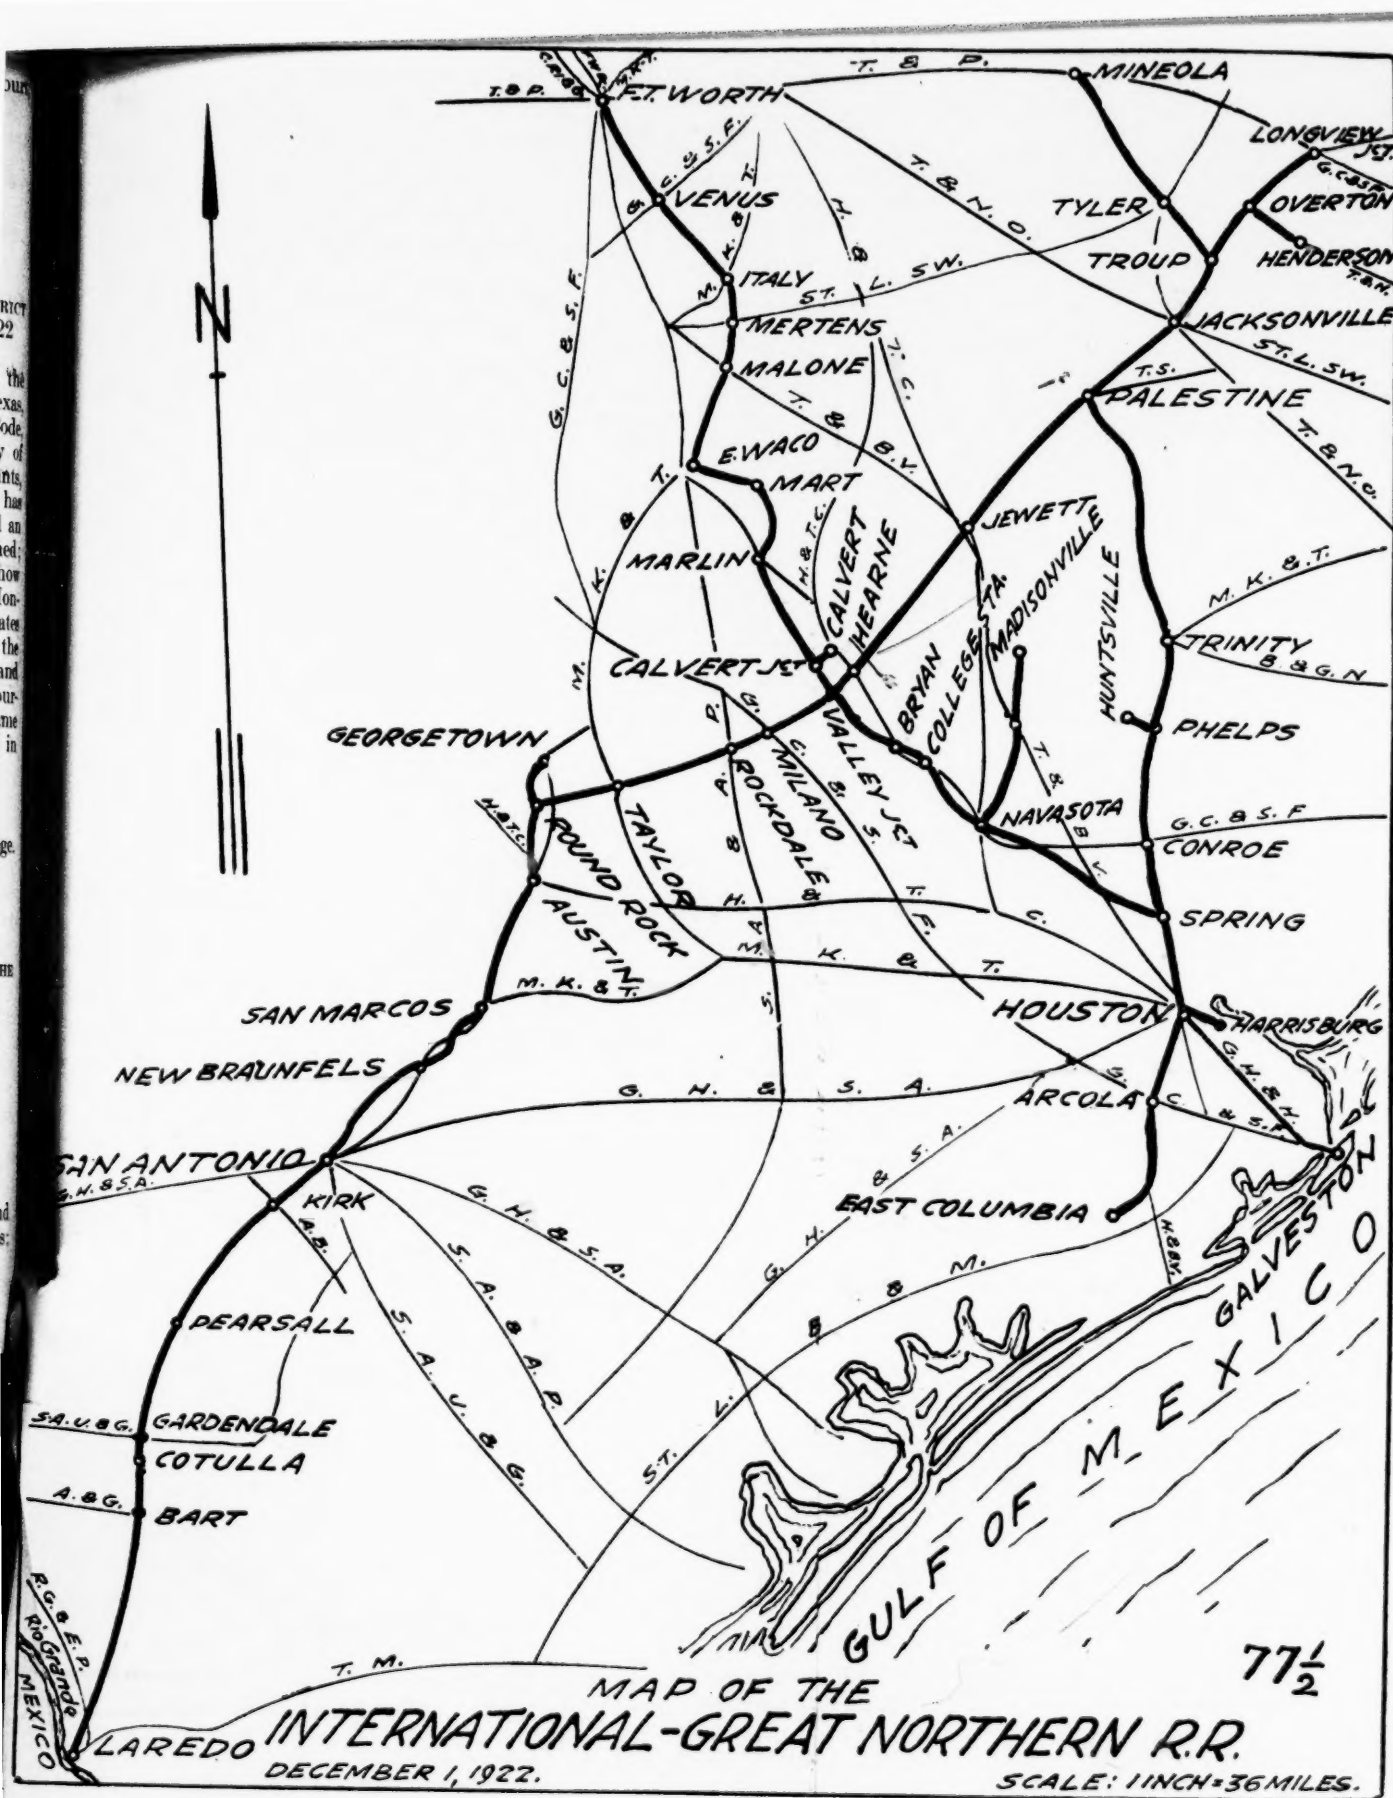 T. & P.
MINEOLA
T. & P.
FT. WORTH
LONGVIEW
JCT.
G. C. & S. F.
G. C. & S. F.
T. & N. O.
VENUS
TYLER
OVERTON
TROUP
HENDERSON
M. K. & T.
H. & T. C.
ITALY
ST. L. SW.
MERTENS
JACKSONVILLE
ST. L. SW.
G. C. & S. F.
MALONE
T. S.
PALESTINE
T. & B. V.
T. & N. O.
E. WACO
MART
M. K. & T.
H. & T. C.
CALVERT
HEARNE
JEWETT
MADISONVILLE
MARLIN
HUNTSVILLE
M. K. & T.
TRINITY
B. & G. N
CALVERT JCT
BRYAN
COLLEGE STA.
PHELPS
GEORGETOWN
VALLEY JCT
MILANO
ROCKDALE
G. C. & S. F.
T. & B. V.
NAVASOTA
G. C. & S. F
CONROE
H. & T. C.
ROUND ROCK
TAYLOR
AUSTIN
H. & T. C.
SPRING
S. A. & A. P.
M. K. & T.
M. K. & T.
SAN MARCOS
HOUSTON
HARRISBURG
NEW BRAUNFELS
G. H. & S. A.
G. H. & H.
ARCOLA
G. C. & S. F.
SAN ANTONIO
G. H. & S. A.
KIRK
A. B.
G. H. & S. A.
G. H. & S. A.
EAST COLUMBIA
H. & B. V.
GALVESTON
S. A. & A. P.
S. A. U. & G.
PEARSALL
ST. L. B. & M.
S. A. U. & G.
GARDENDALE
COTULLA
A. & G.
BART
GULF OF MEXICO
R. G. & E. P.
Rio Grande
MEXICO
T. M.
LAREDO
77 1/2
MAP OF THE
INTERNATIONAL-GREAT NORTHERN R.R.
DECEMBER 1, 1922.
SCALE: 1 INCH = 36 MILES.